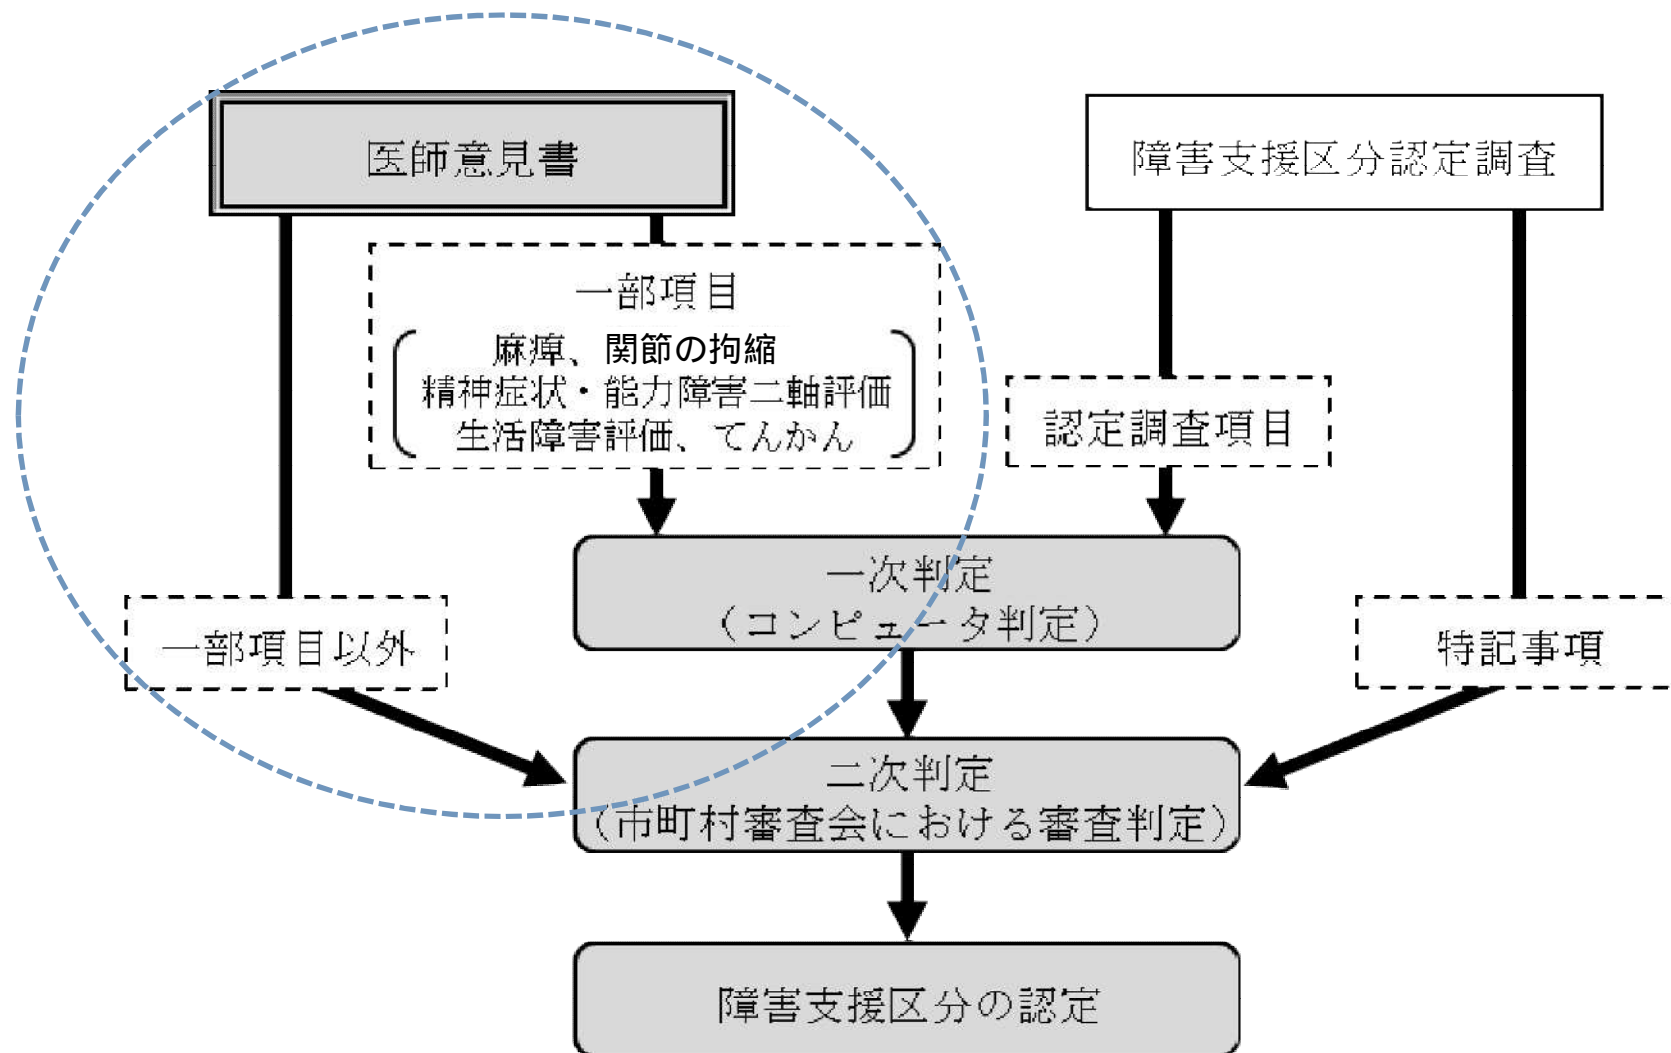 医師意見書
障害支援区分認定調査
一部項目
麻痺、関節の拘縮
精神症状・能力障害二軸評価
生活障害評価、てんかん
認定調査項目
一次判定
（コンピュータ判定）
一部項目以外
特記事項
二次判定
（市町村審査会における審査判定）
障害支援区分の認定